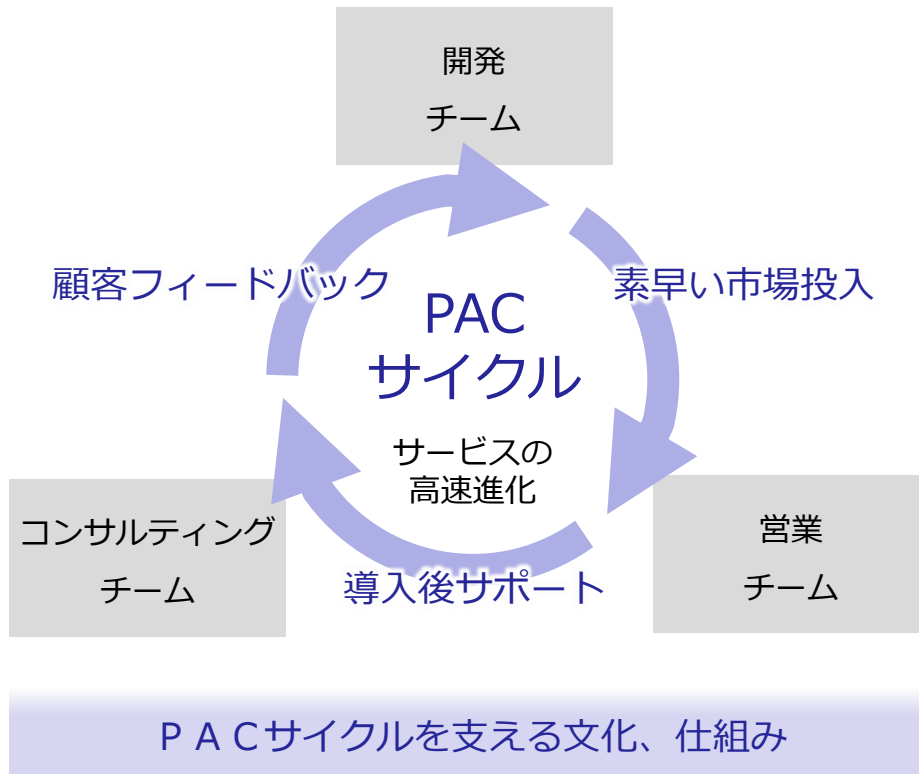 開発
チーム
顧客フィードバック
素早い市場投入
PAC
サイクル
サービスの
高速進化
コンサルティング
チーム
営業
チーム
導入後サポート
ＰＡＣサイクルを支える文化、仕組み